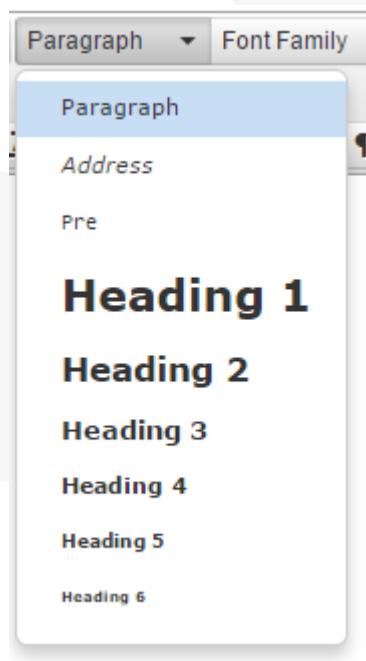 Paragraph Font Family
Paragraph
Address
Pre
Heading 1
Heading 2
Heading 3
Heading 4
Heading 5
Heading 6